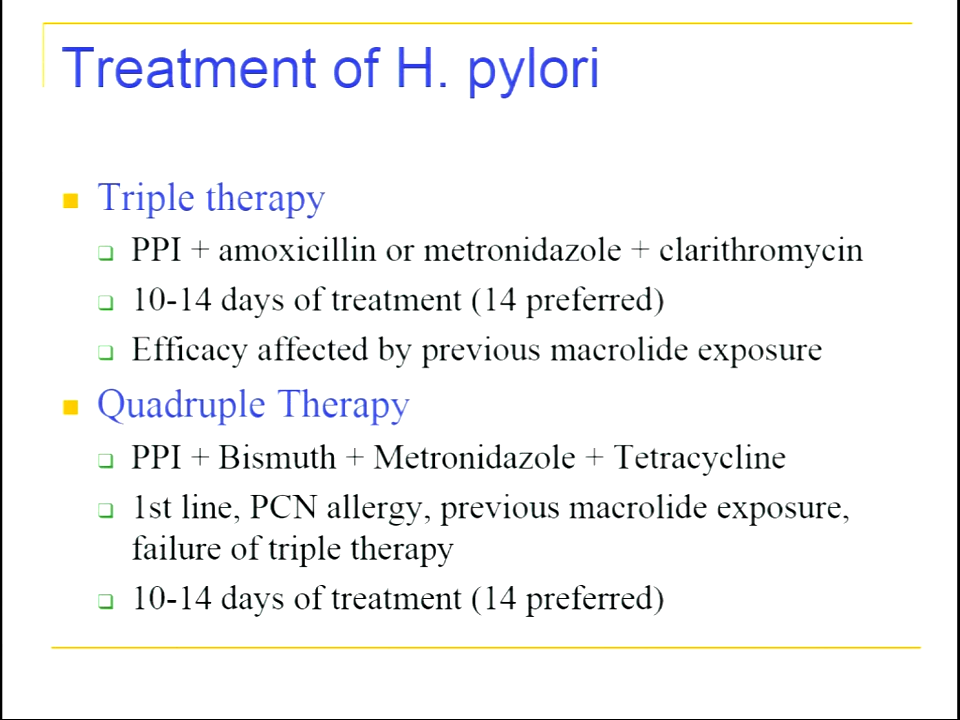 Treatment of H. pylori
Triple therapy
PPI + amoxicillin or metronidazole + clarithromycin
10-14 days of treatment (14 preferred)
Efficacy affected by previous macrolide exposure
Quadruple Therapy
PPI + Bismuth + Metronidazole + Tetracycline
1st line, PCN allergy, previous macrolide exposure,
failure of triple therapy
10-14 days of treatment (14 preferred)